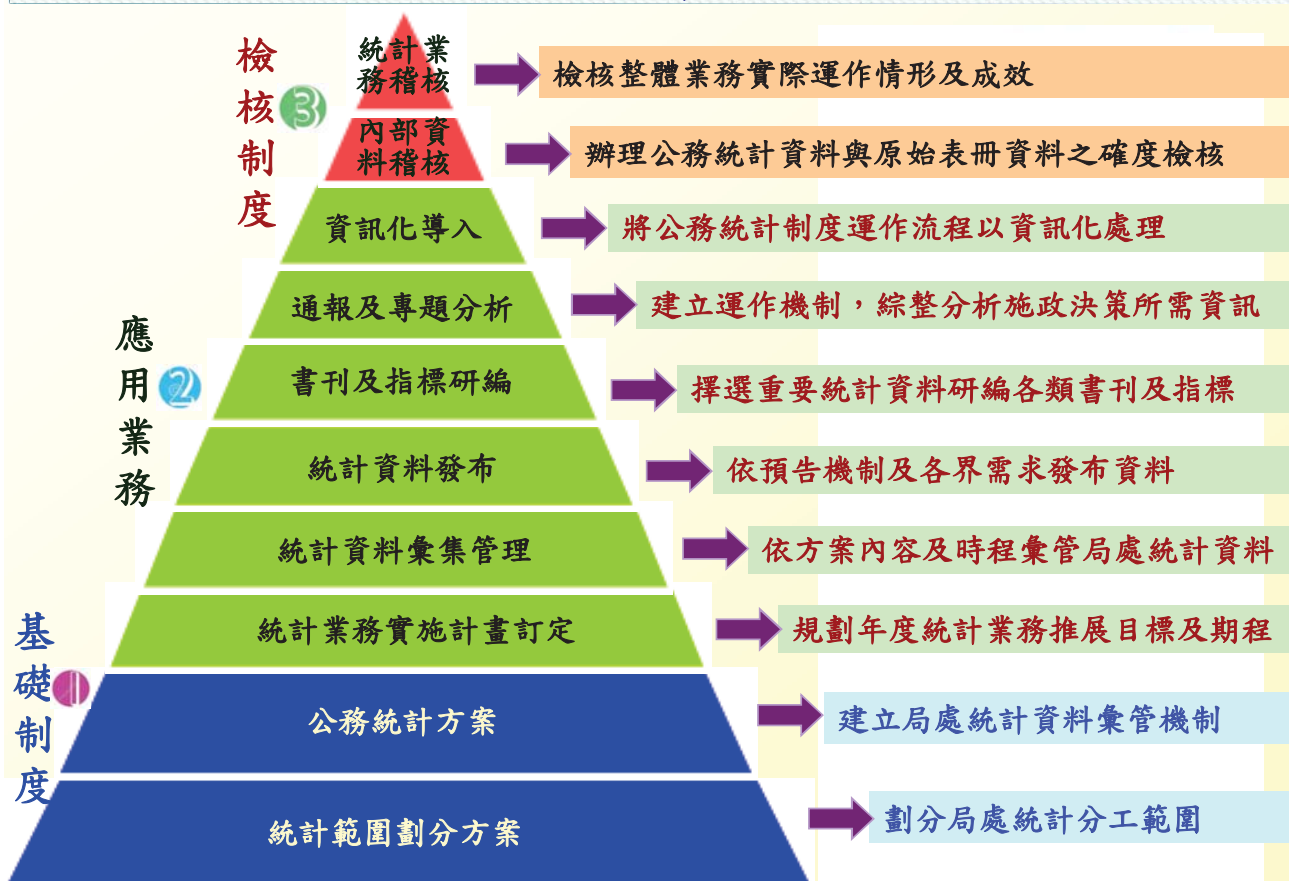 檢核制度
3
統計業
務稽核
檢核整體業務實際運作情形及成效
內部資
料稽核
辦理公務統計資料與原始表冊資料之確度檢核
資訊化導入
將公務統計制度運作流程以資訊化處理
應用業務
2
通報及專題分析
建立運作機制，綜整分析施政決策所需資訊
書刊及指標研編
擇選重要統計資料研編各類書刊及指標
統計資料發布
依預告機制及各界需求發布資料
統計資料彙集管理
依方案內容及時程彙管局處統計資料
統計業務實施計畫訂定
規劃年度統計業務推展目標及期程
基礎制度
1
公務統計方案
建立局處統計資料彙管機制
統計範圍劃分方案
劃分局處統計分工範圍